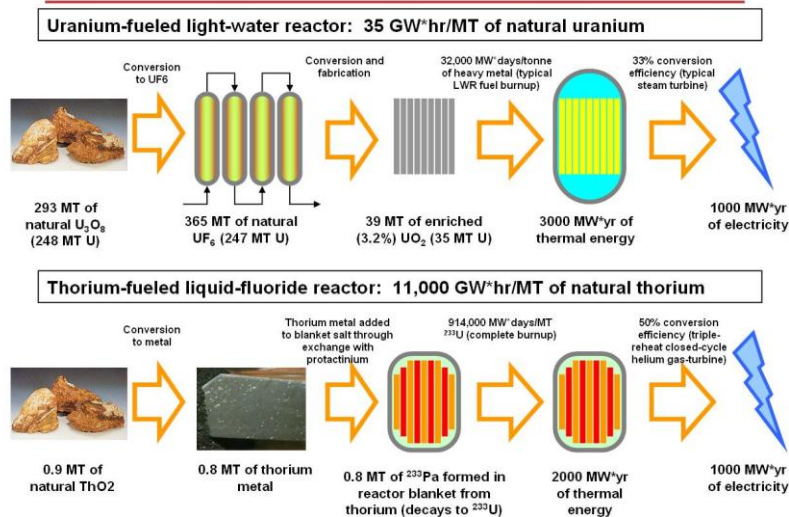 Uranium-fueled light-water reactor: 35 GW*hr/MT of natural uranium
Conversion
to UF6
Conversion and
fabrication
32,000 MW*days/tonne
of heavy metal (typical
LWR fuel burnup)
33% conversion
efficiency (typical
steam turbine)
293 MT of
natural U₃O₈
(248 MT U)
365 MT of natural
UF₆ (247 MT U)
39 MT of enriched
(3.2%) UO₂ (35 MT U)
3000 MW*yr of
thermal energy
1000 MW*yr
of electricity
Thorium-fueled liquid-fluoride reactor: 11,000 GW*hr/MT of natural thorium
Conversion
to metal
Thorium metal added
to blanket salt through
exchange with
protactinium
914,000 MW*days/MT
²³³U (complete burnup)
50% conversion
efficiency (triple-
reheat closed-cycle
helium gas-turbine)
0.9 MT of
natural ThO2
0.8 MT of thorium
metal
0.8 MT of ²³³Pa formed in
reactor blanket from
thorium (decays to ²³³U)
2000 MW*yr
of thermal
energy
1000 MW*yr
of electricity